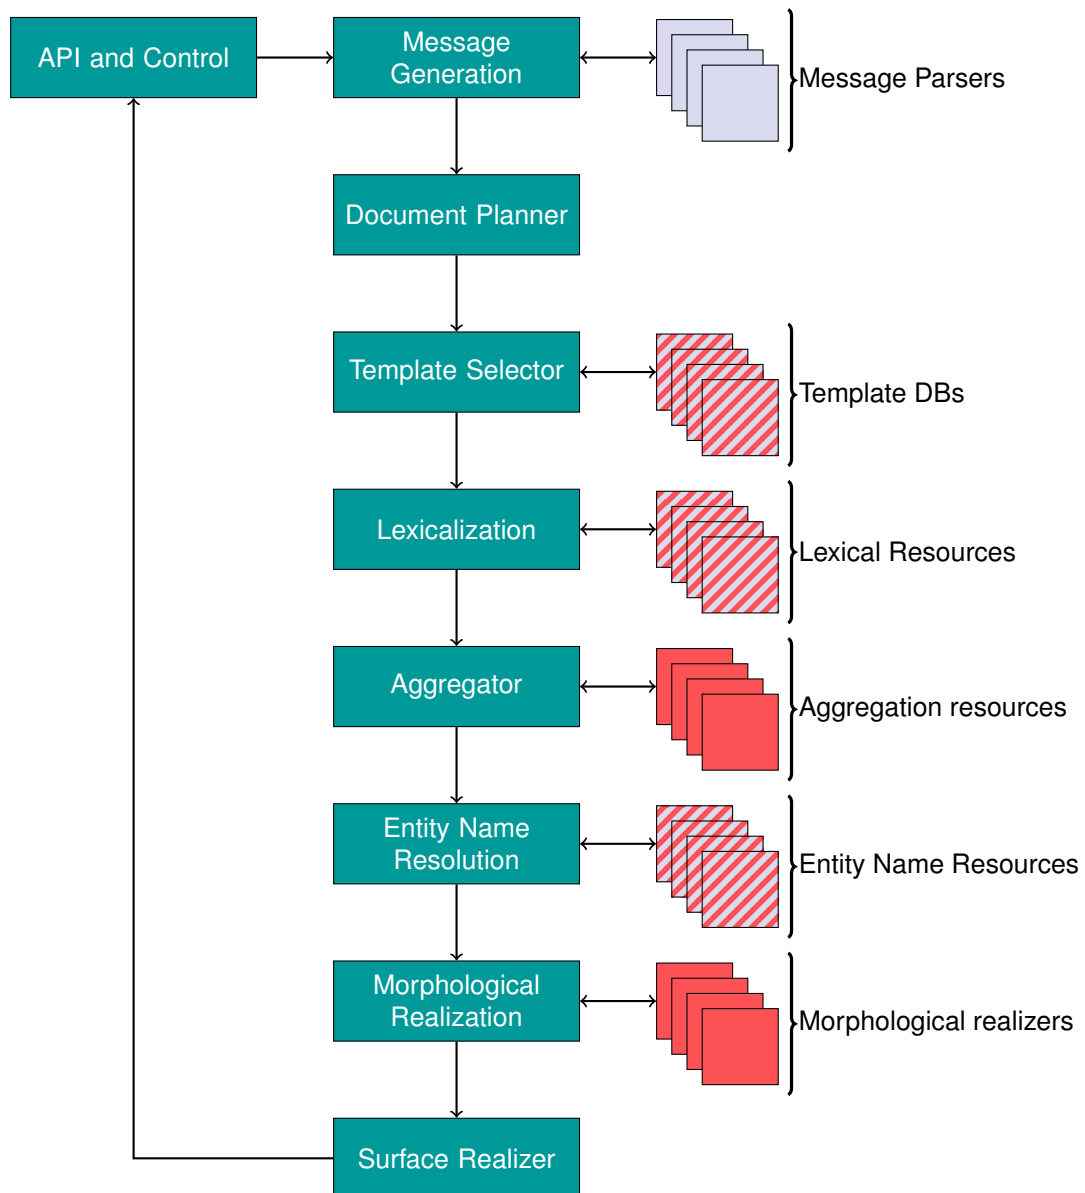 API and Control
Message
Generation
Message Parsers
Document Planner
Template Selector
Template DBs
Lexicalization
Lexical Resources
Aggregator
Aggregation resources
Entity Name
Resolution
Entity Name Resources
Morphological
Realization
Morphological realizers
Surface Realizer